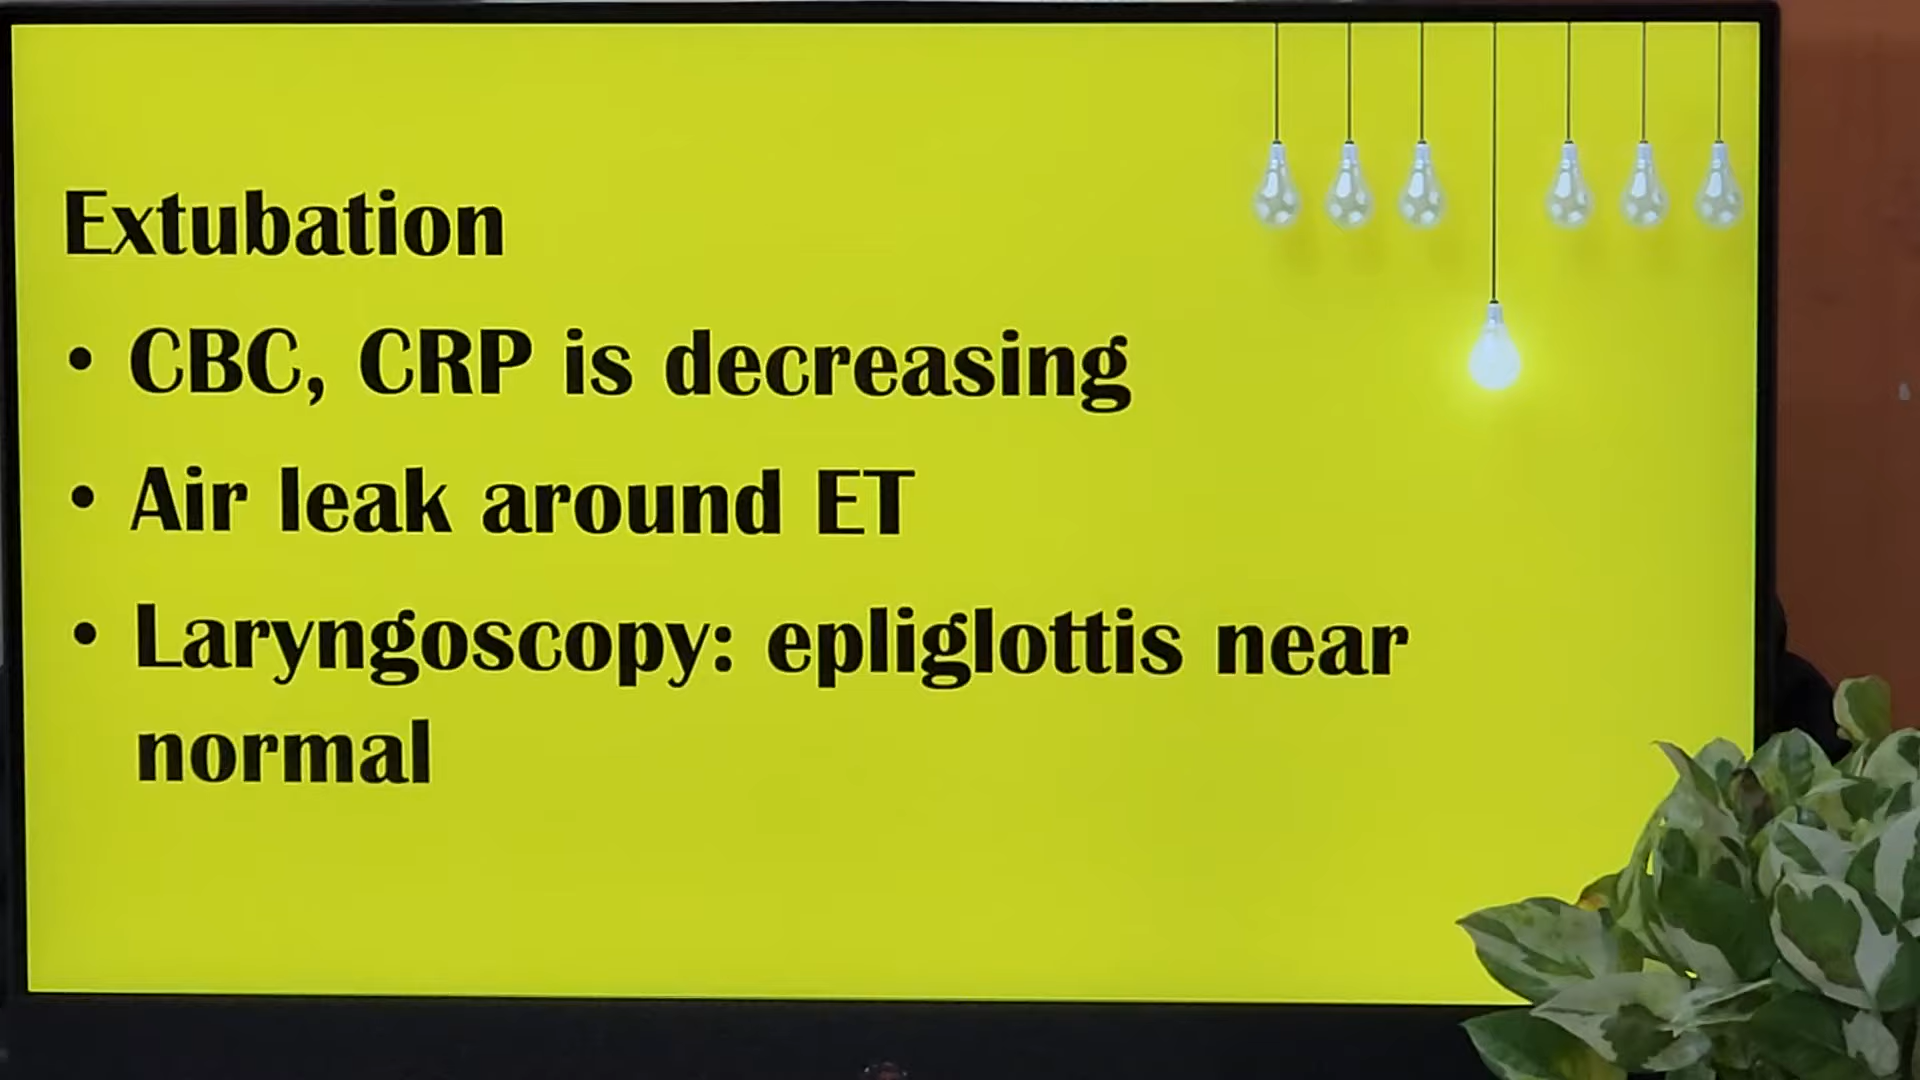 Extubation
• CBC, CRP is decreasing
• Air leak around ET
• Laryngoscopy: epliglottis near
normal